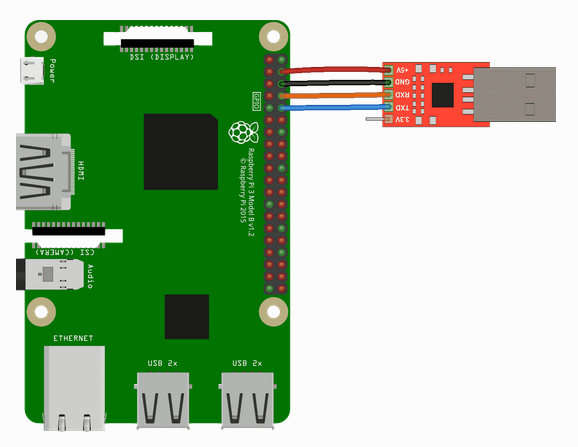 DSI (DISPLAY)
Power
HDMI
CSI (CAMERA)
Audio
ETHERNET
USB 2x
USB 2x
GPIO
Raspberry Pi 3 Model B v1.2
© Raspberry Pi 2015
+5V
GND
RXD
TXD
3.3V